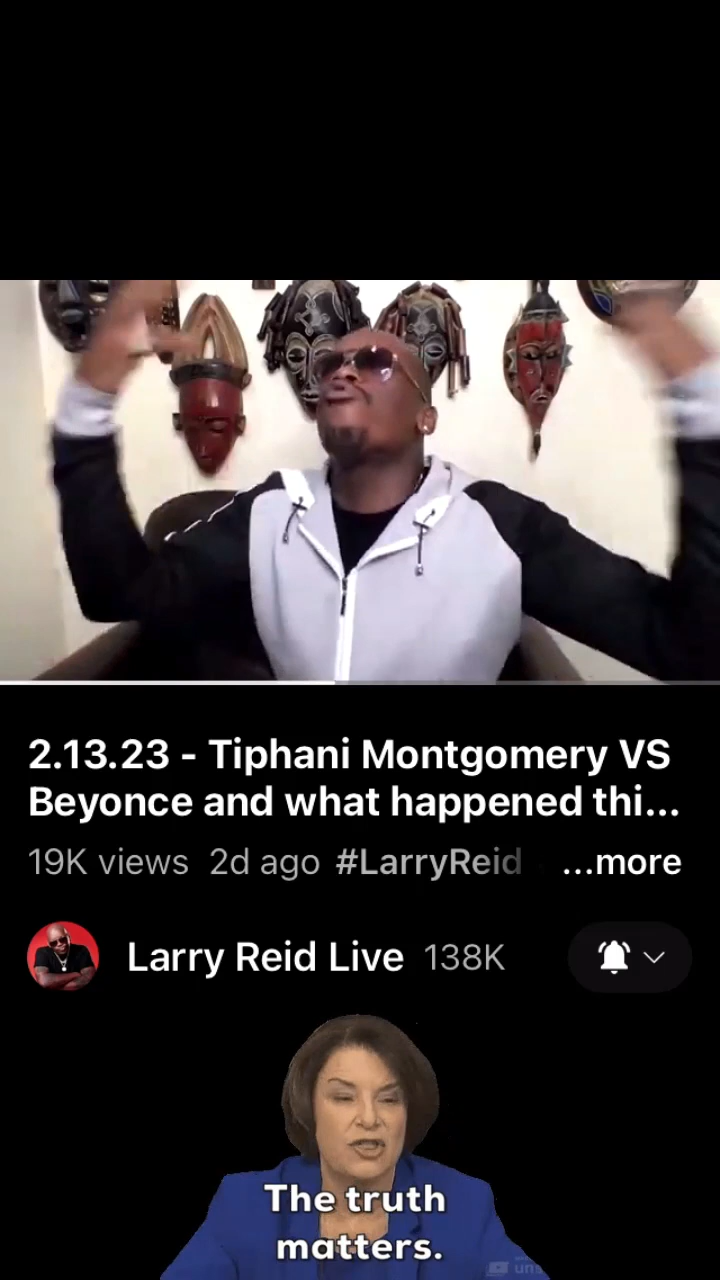 2.13.23 - Tiphani Montgomery VS
Beyonce and what happened thi...
19K views 2d ago #LarryReid ...more
Larry Reid Live 138K
The truth
matters.